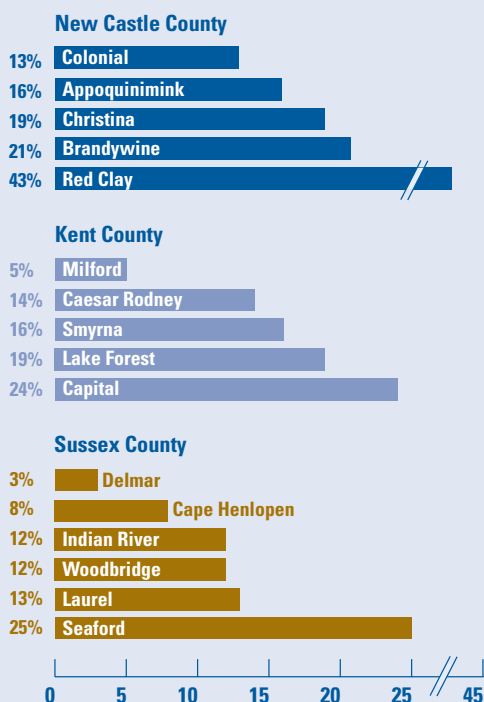 New Castle County
13% Colonial
16% Appoquinimink
19% Christina
21% Brandywine
43% Red Clay
Kent County
5% Milford
14% Caesar Rodney
16% Smyrna
19% Lake Forest
24% Capital
Sussex County
3% Delmar
8% Cape Henlopen
12% Indian River
12% Woodbridge
13% Laurel
25% Seaford
0 5 10 15 20 25 45